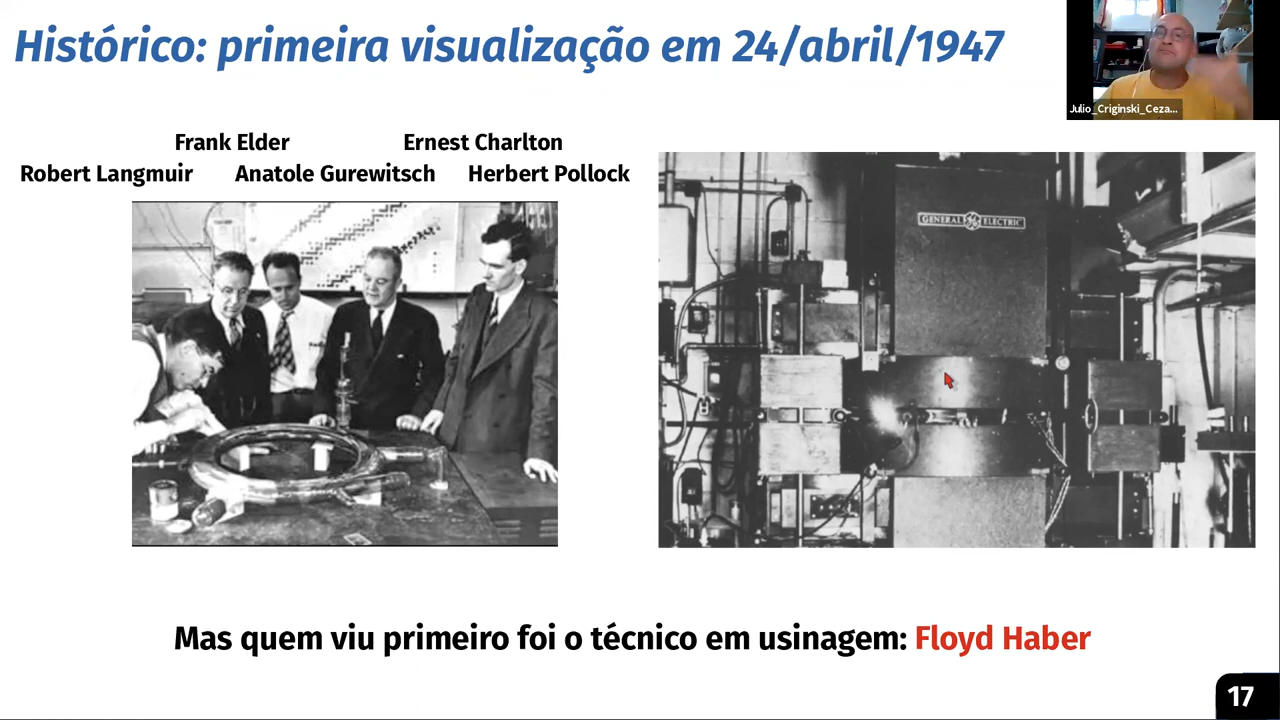 Histórico: primeira visualização em 24/abril/1947
Julio_Criginski_Ceza...
Frank Elder Ernest Charlton
Robert Langmuir Anatole Gurewitsch Herbert Pollock
GENERAL GE ELECTRIC
Mas quem viu primeiro foi o técnico em usinagem: Floyd Haber
17